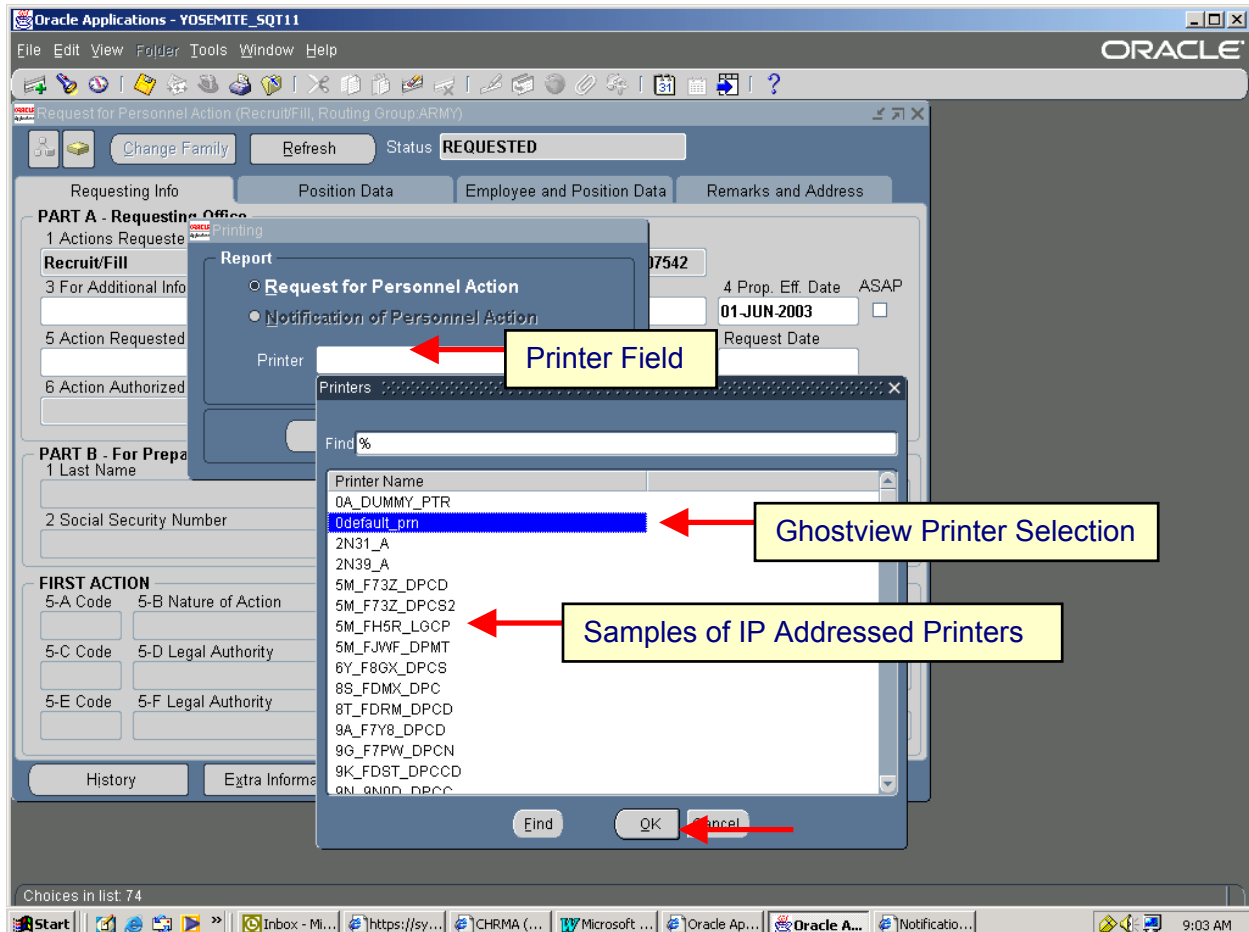 Oracle Applications - YOSEMITE_SQT11
File Edit View Folder Tools Window Help
ORACLE
31
?
Request for Personnel Action (Recruit/Fill, Routing Group:ARMY)
Change Family
Refresh
Status REQUESTED
Requesting Info
Position Data
Employee and Position Data
Remarks and Address
PART A - Requesting Office
1 Actions Requeste
Recruit/Fill
07542
3 For Additional Info
4 Prop. Eff. Date
ASAP
01-JUN-2003
5 Action Requested
Request Date
6 Action Authorized
PART B - For Prepa
1 Last Name
2 Social Security Number
FIRST ACTION
5-A Code
5-B Nature of Action
5-C Code
5-D Legal Authority
5-E Code
5-F Legal Authority
History
Extra Informa
Printing
Report
Request for Personnel Action
Notification of Personnel Action
Printer
Printer Field
Printers
Find %
Printer Name
0A_DUMMY_PTR
0default_prn
Ghostview Printer Selection
2N31_A
2N39_A
5M_F73Z_DPCD
5M_F73Z_DPCS2
5M_FH5R_LGCP
Samples of IP Addressed Printers
5M_FJWF_DPMT
6Y_F8GX_DPCS
8S_FDMX_DPC
8T_FDRM_DPCD
9A_F7Y8_DPCD
9G_F7PW_DPCN
9K_FDST_DPCCD
9N_9N0D_DPCC
Find
OK
Cancel
Choices in list: 74
Start
»
Inbox - Mi...
https://sy...
CHRMA (...
Microsoft ...
Oracle Ap...
Oracle A...
Notificatio...
9:03 AM